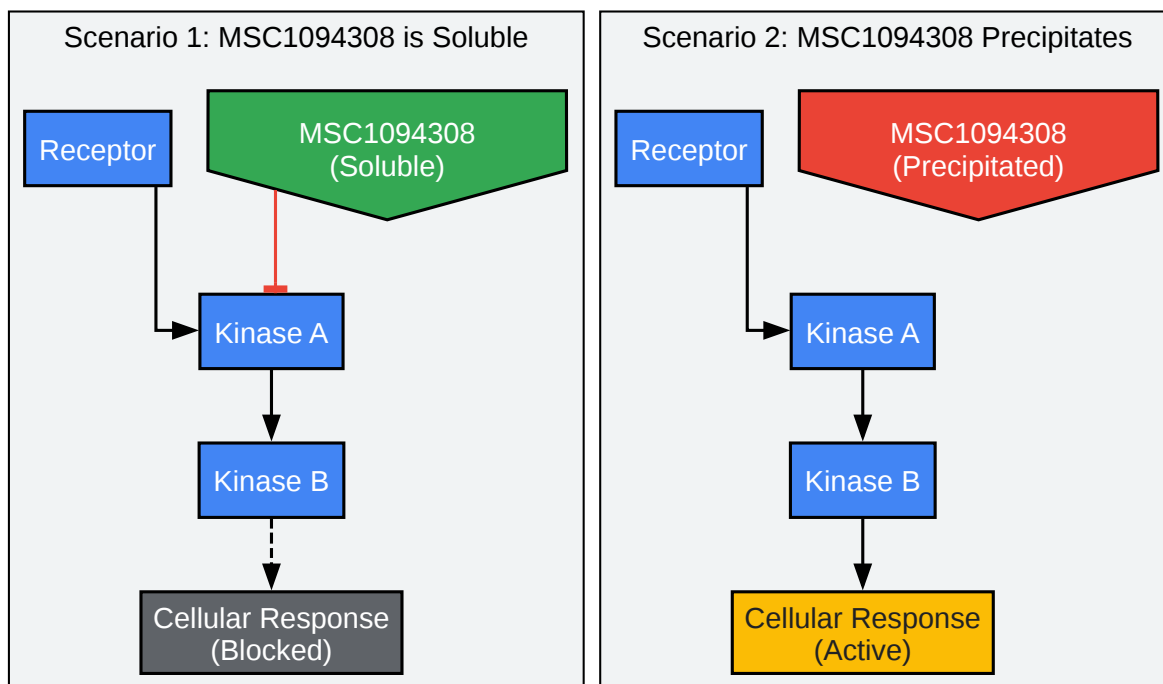 Scenario 1: MSC1094308 is Soluble
Receptor
MSC1094308
(Soluble)
Kinase A
Kinase B
Cellular Response
(Blocked)
Scenario 2: MSC1094308 Precipitates
Receptor
MSC1094308
(Precipitated)
Kinase A
Kinase B
Cellular Response
(Active)